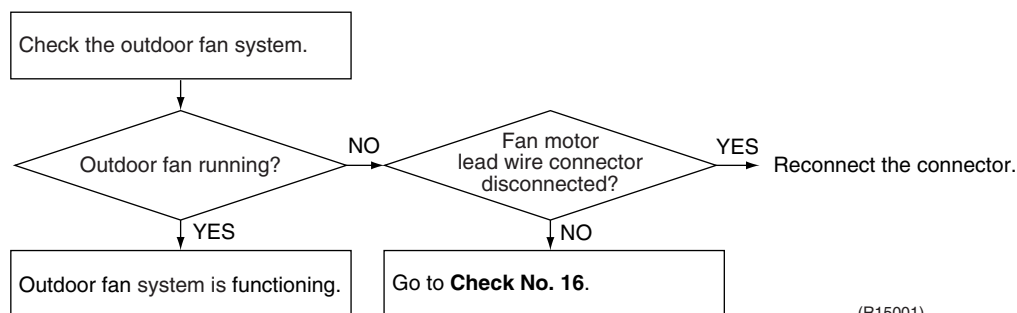 Check the outdoor fan system.
Outdoor fan running?
NO
Fan motor
lead wire connector
disconnected?
YES
Reconnect the connector.
YES
NO
Outdoor fan system is functioning.
Go to Check No. 16.
(R15001)